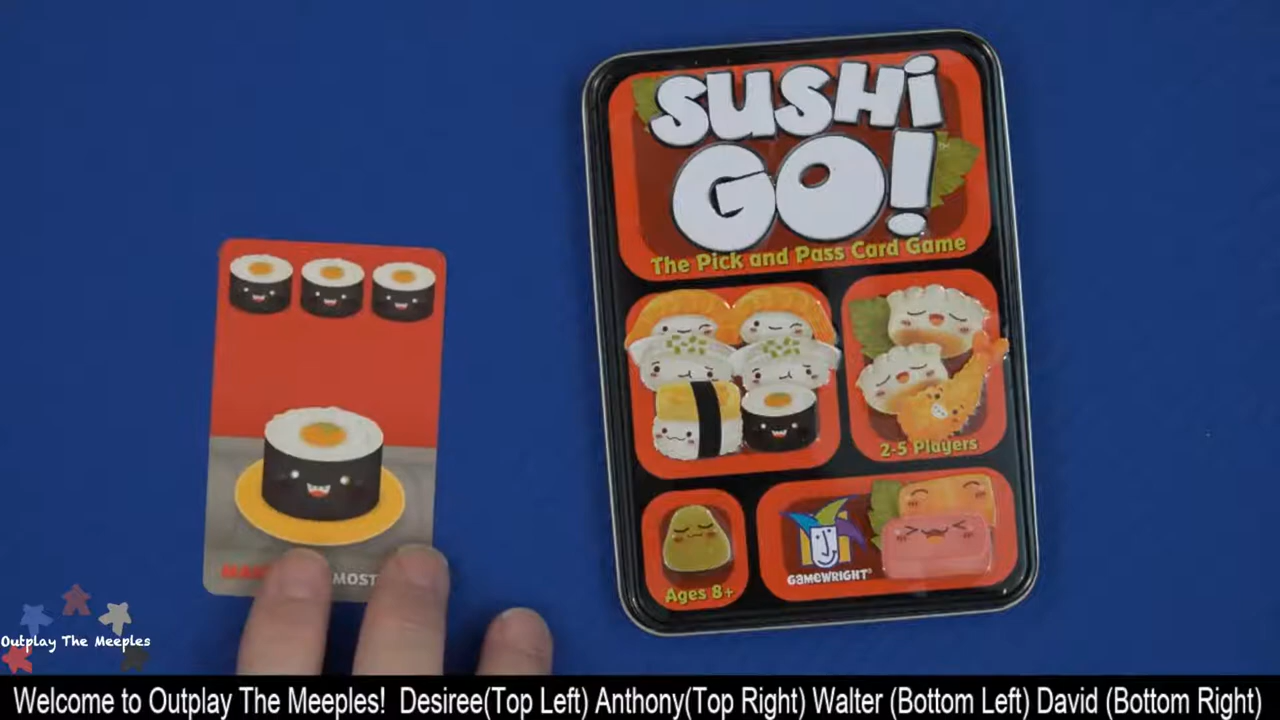 SUSHi
GO!
The Pick and Pass Card Game
2-5 Players
GAMEWRIGHT®
Ages 8+
MOST
Outplay The Meeples
Welcome to Outplay The Meeples! Desiree(Top Left) Anthony(Top Right) Walter (Bottom Left) David (Bottom Right)